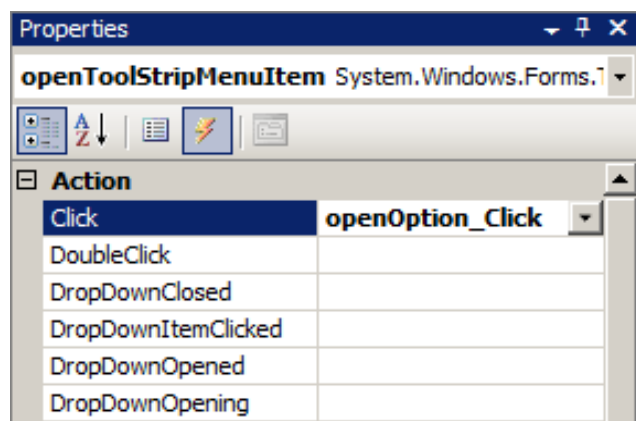 Properties
openToolStripMenuItem System.Windows.Forms.
A
Z
Action
Click openOption_Click
DoubleClick
DropDownClosed
DropDownItemClicked
DropDownOpened
DropDownOpening